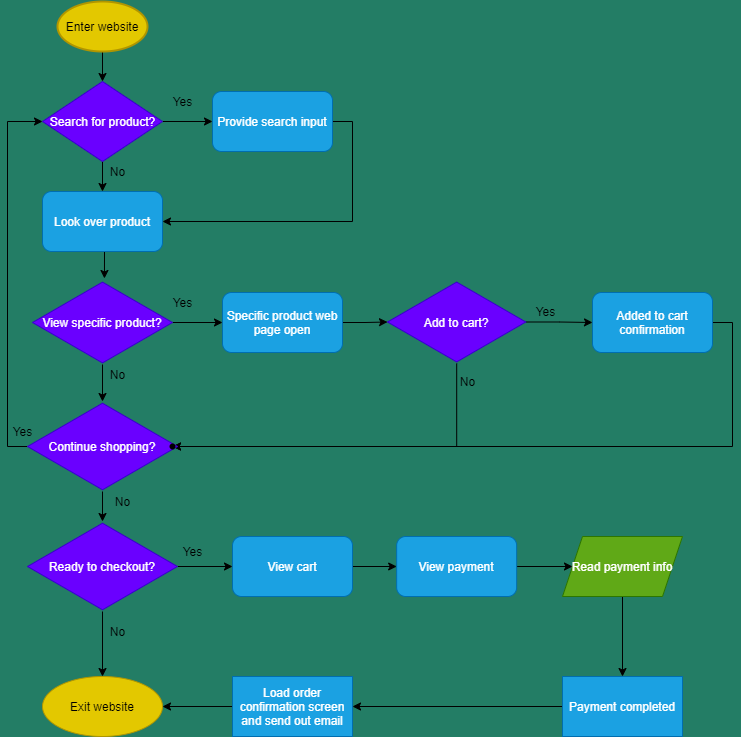 Enter website
Yes
Search for product?
Provide search input
No
Look over product
View specific product?
Yes
Specific product web
page open
Add to cart?
Yes
Added to cart
confirmation
No
No
Yes
Continue shopping?
No
Ready to checkout?
Yes
View cart
View payment
Read payment info
No
Exit website
Load order
confirmation screen
and send out email
Payment completed